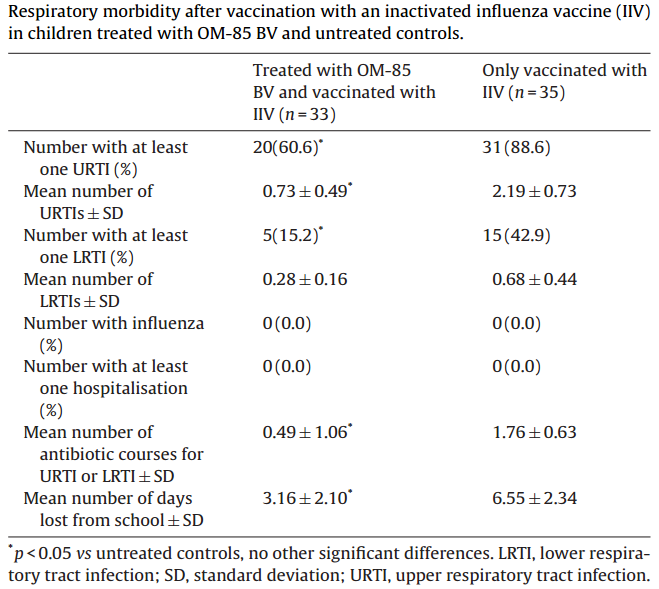 Respiratory morbidity after vaccination with an inactivated influenza vaccine (IIV)
in children treated with OM-85 BV and untreated controls.
Treated with OM-85 BV and vaccinated with IIV (n = 33) Only vaccinated with IIV (n = 35)
Number with at least one URTI (%) 20(60.6)* 31(88.6)
Mean number of URTIs ± SD 0.73 ± 0.49* 2.19 ± 0.73
Number with at least one LRTI (%) 5(15.2)* 15(42.9)
Mean number of LRTIs ± SD 0.28 ± 0.16 0.68 ± 0.44
Number with influenza (%) 0(0.0) 0(0.0)
Number with at least one hospitalisation (%) 0(0.0) 0(0.0)
Mean number of antibiotic courses for URTI or LRTI ± SD 0.49 ± 1.06* 1.76 ± 0.63
Mean number of days lost from school ± SD 3.16 ± 2.10* 6.55 ± 2.34
*p < 0.05 vs untreated controls, no other significant differences. LRTI, lower respira-
tory tract infection; SD, standard deviation; URTI, upper respiratory tract infection.